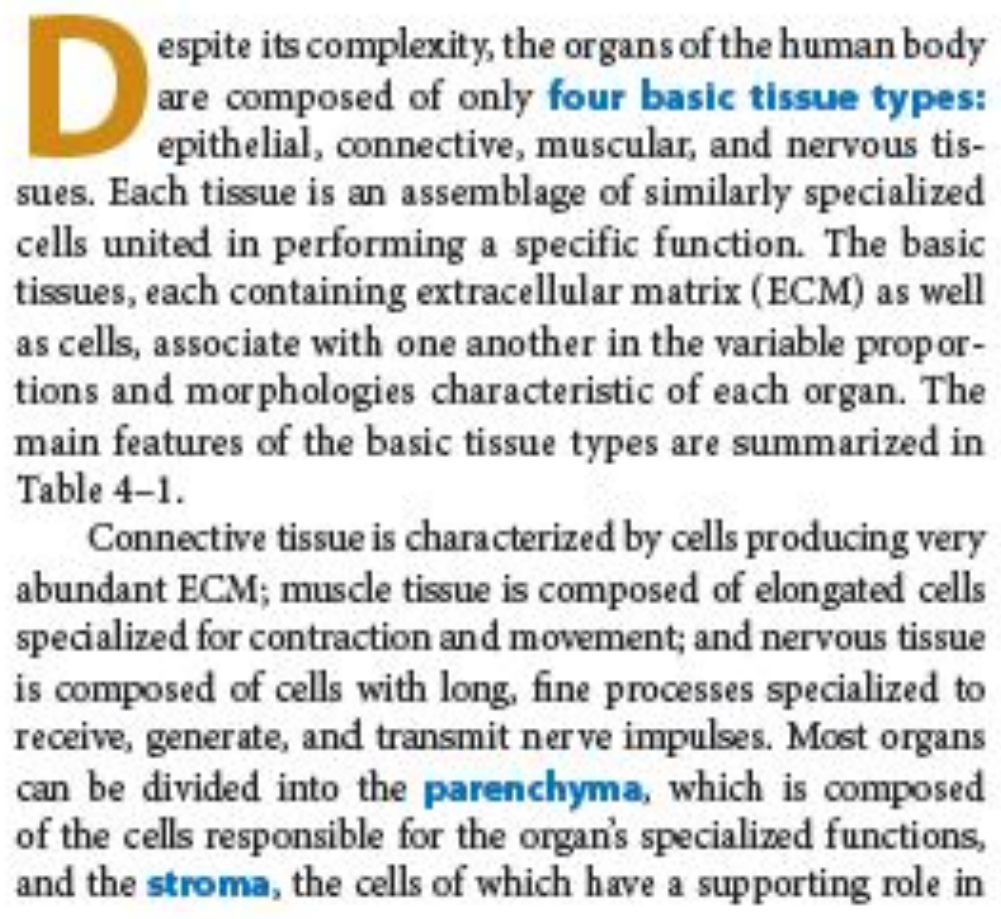 Despite its complexity, the organs of the human body
are composed of only four basic tissue types:
epithelial, connective, muscular, and nervous tis-
sues. Each tissue is an assemblage of similarly specialized
cells united in performing a specific function. The basic
tissues, each containing extracellular matrix (ECM) as well
as cells, associate with one another in the variable propor-
tions and morphologies characteristic of each organ. The
main features of the basic tissue types are summarized in
Table 4–1.
Connective tissue is characterized by cells producing very
abundant ECM; muscle tissue is composed of elongated cells
specialized for contraction and movement; and nervous tissue
is composed of cells with long, fine processes specialized to
receive, generate, and transmit nerve impulses. Most organs
can be divided into the parenchyma, which is composed
of the cells responsible for the organ's specialized functions,
and the stroma, the cells of which have a supporting role in